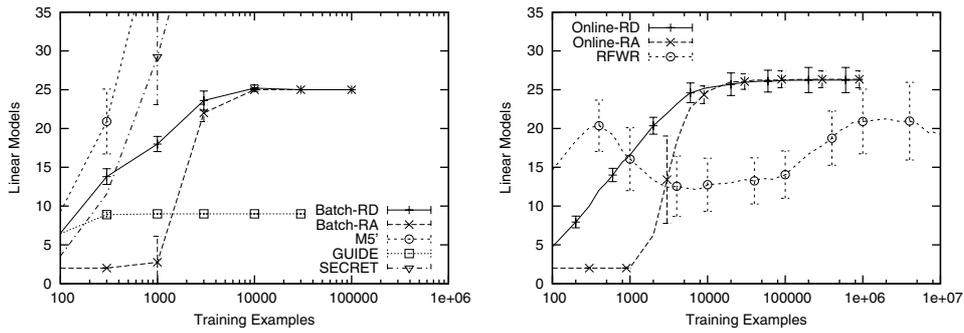 35
30
25
20
15
10
5
0
Linear Models
100 1000 10000 100000 1e+06
Training Examples
Batch-RD
Batch-RA
M5'
GUIDE
SECRET
35
30
25
20
15
10
5
0
Linear Models
100 1000 10000 100000 1e+06 1e+07
Training Examples
Online-RD
Online-RA
RFWR